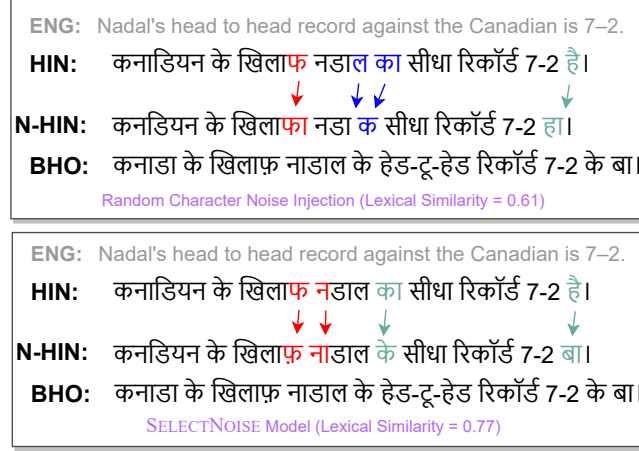 ENG: Nadal's head to head record against the Canadian is 7–2.
HIN: कनाडियन के खिलाफ नडाल का सीधा रिकॉर्ड 7-2 है।
N-HIN: कनडियन के खिलाफा नडा क सीधा रिकॉर्ड 7-2 हा।
BHO: कनाडा के खिलाफ़ नाडाल के हेड-टू-हेड रिकॉर्ड 7-2 के बा।
Random Character Noise Injection (Lexical Similarity = 0.61)
ENG: Nadal's head to head record against the Canadian is 7–2.
HIN: कनाडियन के खिलाफ नडाल का सीधा रिकॉर्ड 7-2 है।
N-HIN: कनडियन के खिलाफ़ नाडाल के सीधा रिकॉर्ड 7-2 बा।
BHO: कनाडा के खिलाफ़ नाडाल के हेड-टू-हेड रिकॉर्ड 7-2 के बा।
SELECTNOISE Model (Lexical Similarity = 0.77)